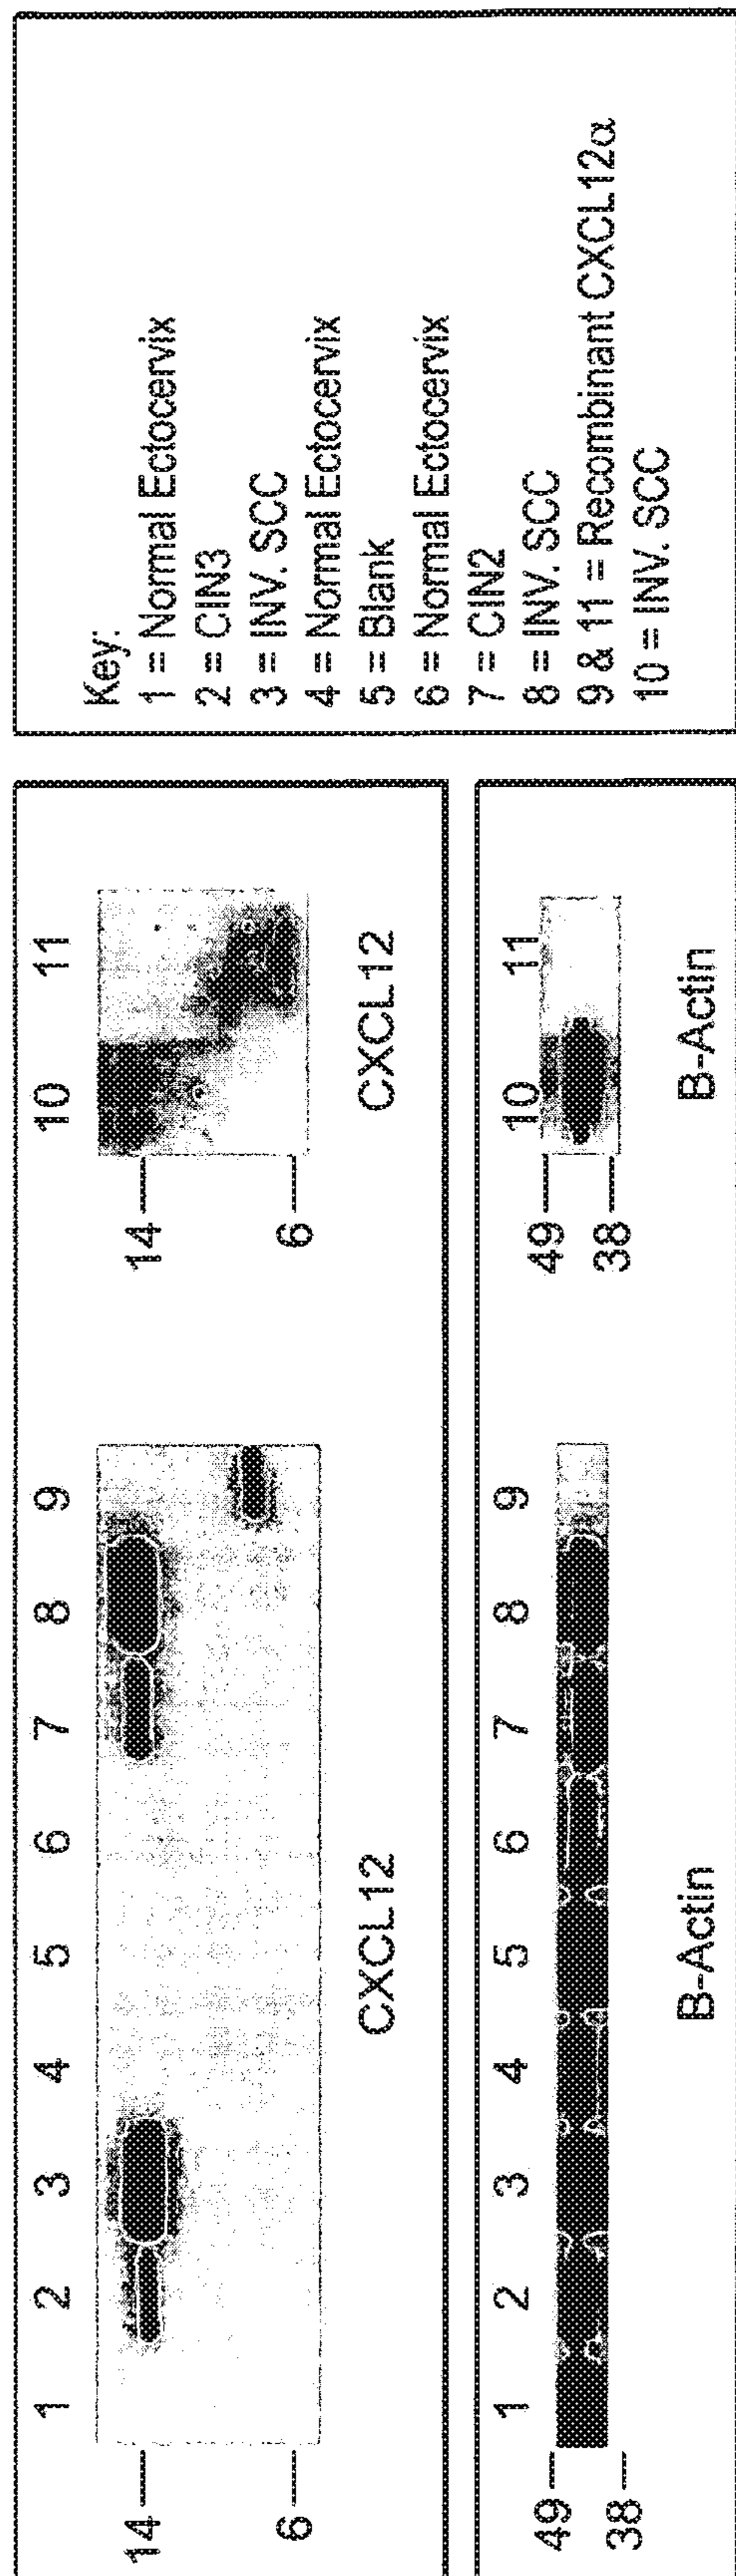 1 2 3 4 5 6 7 8 9
14
6
CXCL12
10 11
14
6
CXCL12
1 2 3 4 5 6 7 8 9
49
38
B-Actin
10 11
49
38
B-Actin
Key:
1 = Normal Ectocervix
2 = CIN3
3 = INV. SCC
4 = Normal Ectocervix
5 = Blank
6 = Normal Ectocervix
7 = CIN2
8 = INV. SCC
9 & 11 = Recombinant CXCL12α
10 = INV. SCC